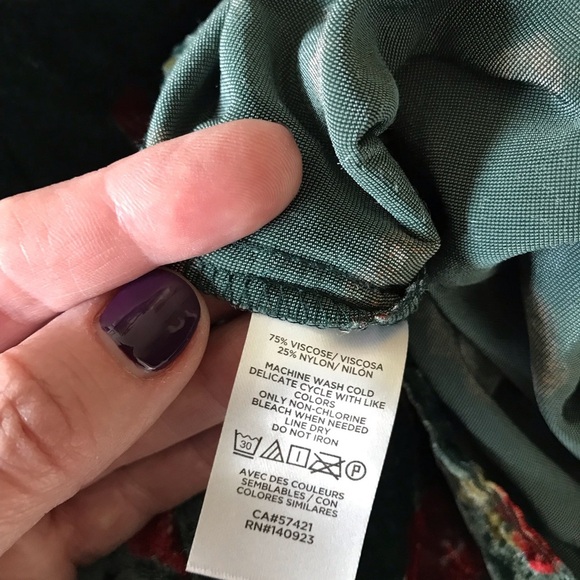 75% VISCOSE/ VISCOSA
25% NYLON/ NILÓN
MACHINE WASH COLD
DELICATE CYCLE WITH LIKE
COLORS
ONLY NON-CHLORINE
BLEACH WHEN NEEDED
LINE DRY
DO NOT IRON
30 P
AVEC DES COULEURS
SEMBLABLES / CON
COLORES SIMILARES
CA#57421
RN#140923